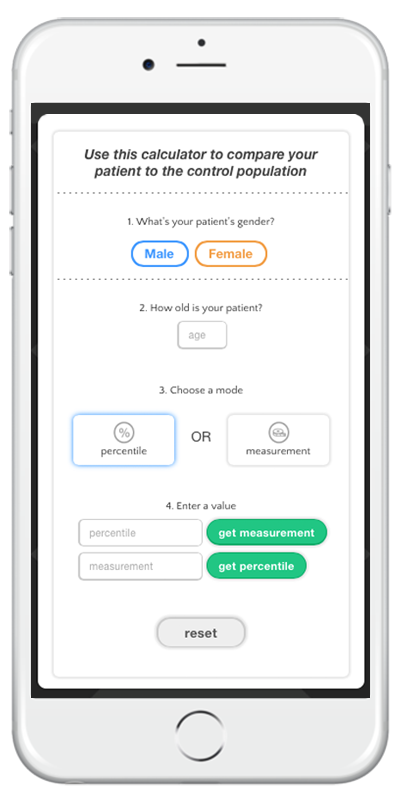 Use this calculator to compare your
patient to the control population
1. What's your patient's gender?
Male Female
2. How old is your patient?
age
3. Choose a mode
%
percentile OR measurement
4. Enter a value
percentile get measurement
measurement get percentile
reset